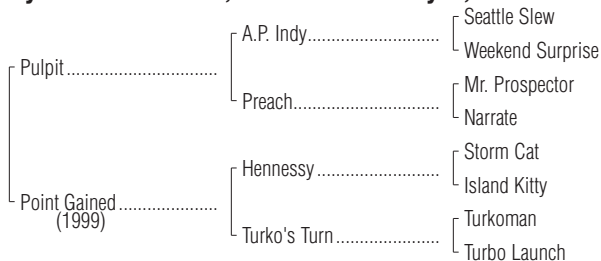 Seattle Slew
A.P. Indy
Weekend Surprise
Pulpit
Mr. Prospector
Preach
Narrate
Storm Cat
Hennessy
Island Kitty
Point Gained
(1999)
Turkoman
Turko's Turn
Turbo Launch